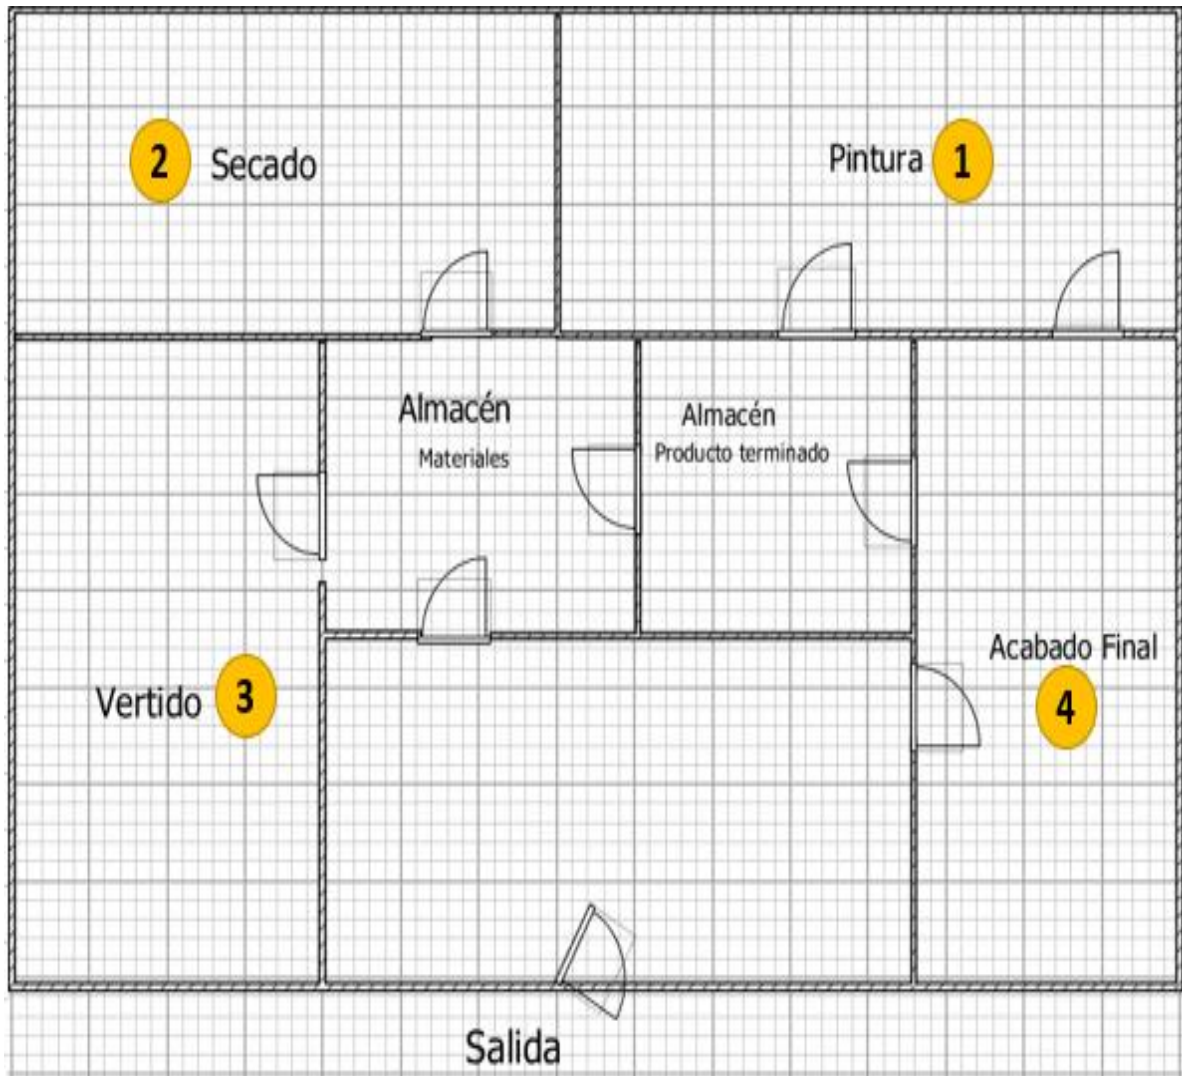 2 Secado
Pintura 1
Almacén
Materiales
Almacén
Producto terminado
Vertido 3
Acabado Final
4
Salida